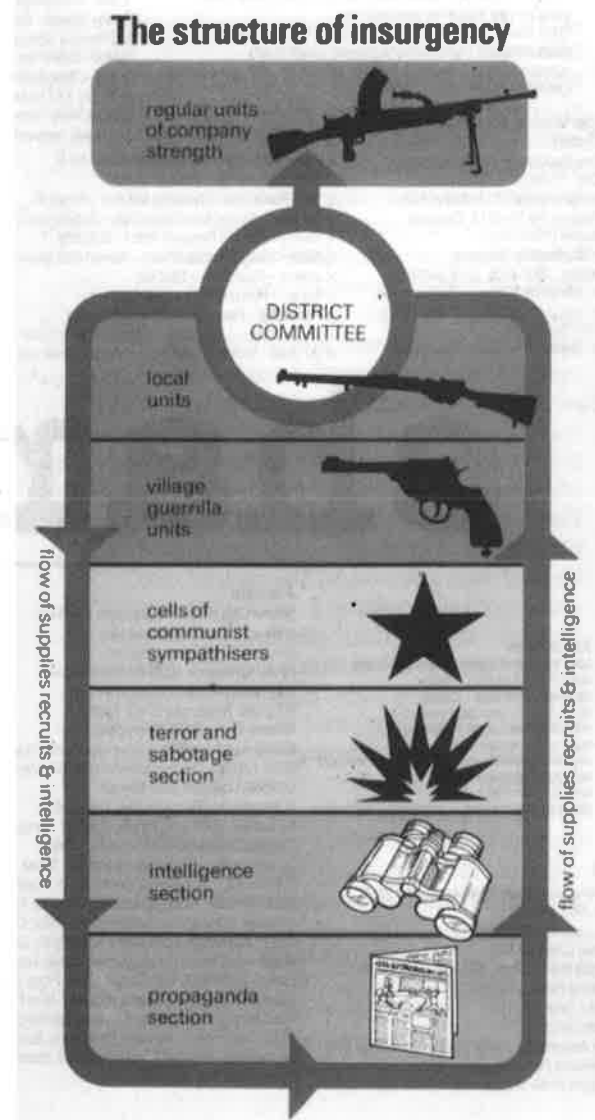 The structure of insurgency
regular units
of company
strength
DISTRICT
COMMITTEE
local
units
village
guerrilla
units
cells of
communist
sympathisers
terror and
sabotage
section
intelligence
section
propaganda
section
flow of supplies recruits & intelligence
flow of supplies recruits & intelligence